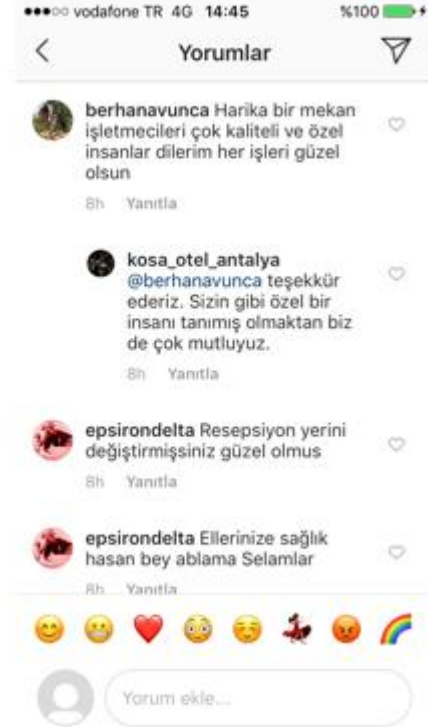 vodafone TR 4G 14:45 %100
Yorumlar
berhanavunca Harika bir mekan
işletmecileri çok kaliteli ve özel
insanlar dilerim her işleri güzel
olsun
8h Yanıtla
kosa_otel_antalya
@berhanavunca teşekkür
ederiz. Sizin gibi özel bir
insanı tanımış olmaktan biz
de çok mutluyuz.
8h Yanıtla
epsirondelta Resepsiyon yerini
değiştirmişsiniz güzel olmus
8h Yanıtla
epsirondelta Ellerinize sağlık
hasan bey ablama Selamlar
8h Yanıtla
Yorum ekle...